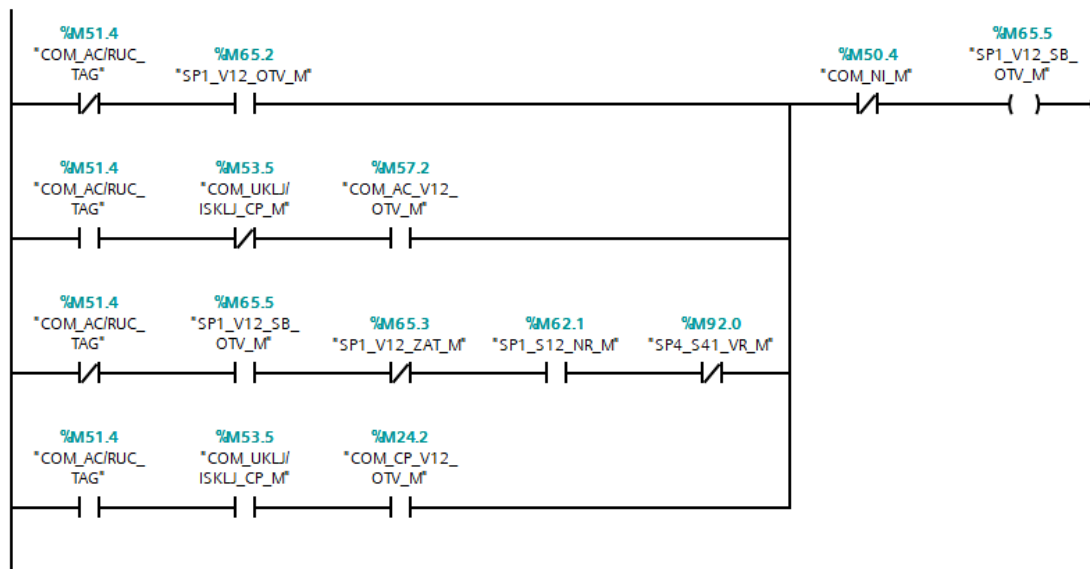 %M51.4
"COM_AC/RUC_
TAG"
%M65.2
"SP1_V12_OTV_M"
%M50.4
"COM_NI_M"
%M65.5
"SP1_V12_SB_
OTV_M"
%M51.4
"COM_AC/RUC_
TAG"
%M53.5
"COM_UKLJ/
ISKLJ_CP_M"
%M57.2
"COM_AC_V12_
OTV_M"
%M51.4
"COM_AC/RUC_
TAG"
%M65.5
"SP1_V12_SB_
OTV_M"
%M65.3
"SP1_V12_ZAT_M"
%M62.1
"SP1_S12_NR_M"
%M92.0
"SP4_S41_VR_M"
%M51.4
"COM_AC/RUC_
TAG"
%M53.5
"COM_UKLJ/
ISKLJ_CP_M"
%M24.2
"COM_CP_V12_
OTV_M"